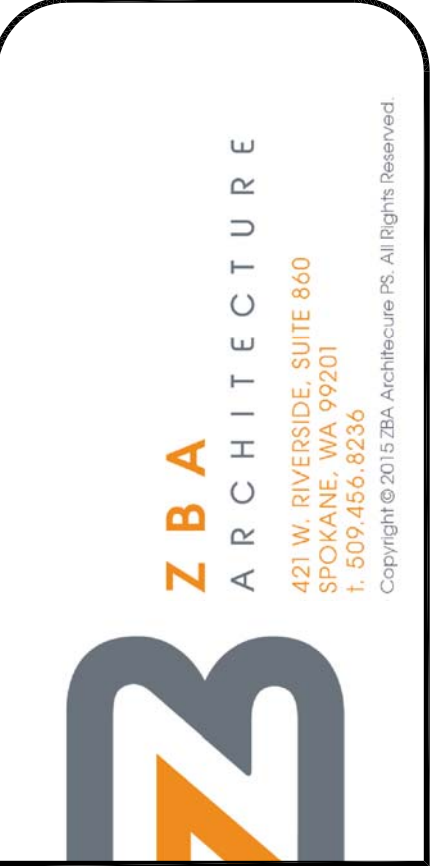 ZBA
ARCHITECTURE
421 W. RIVERSIDE, SUITE 860
SPOKANE, WA 99201
t. 509.456.8236
Copyright © 2015 ZBA Architecure PS. All Rights Reserved.